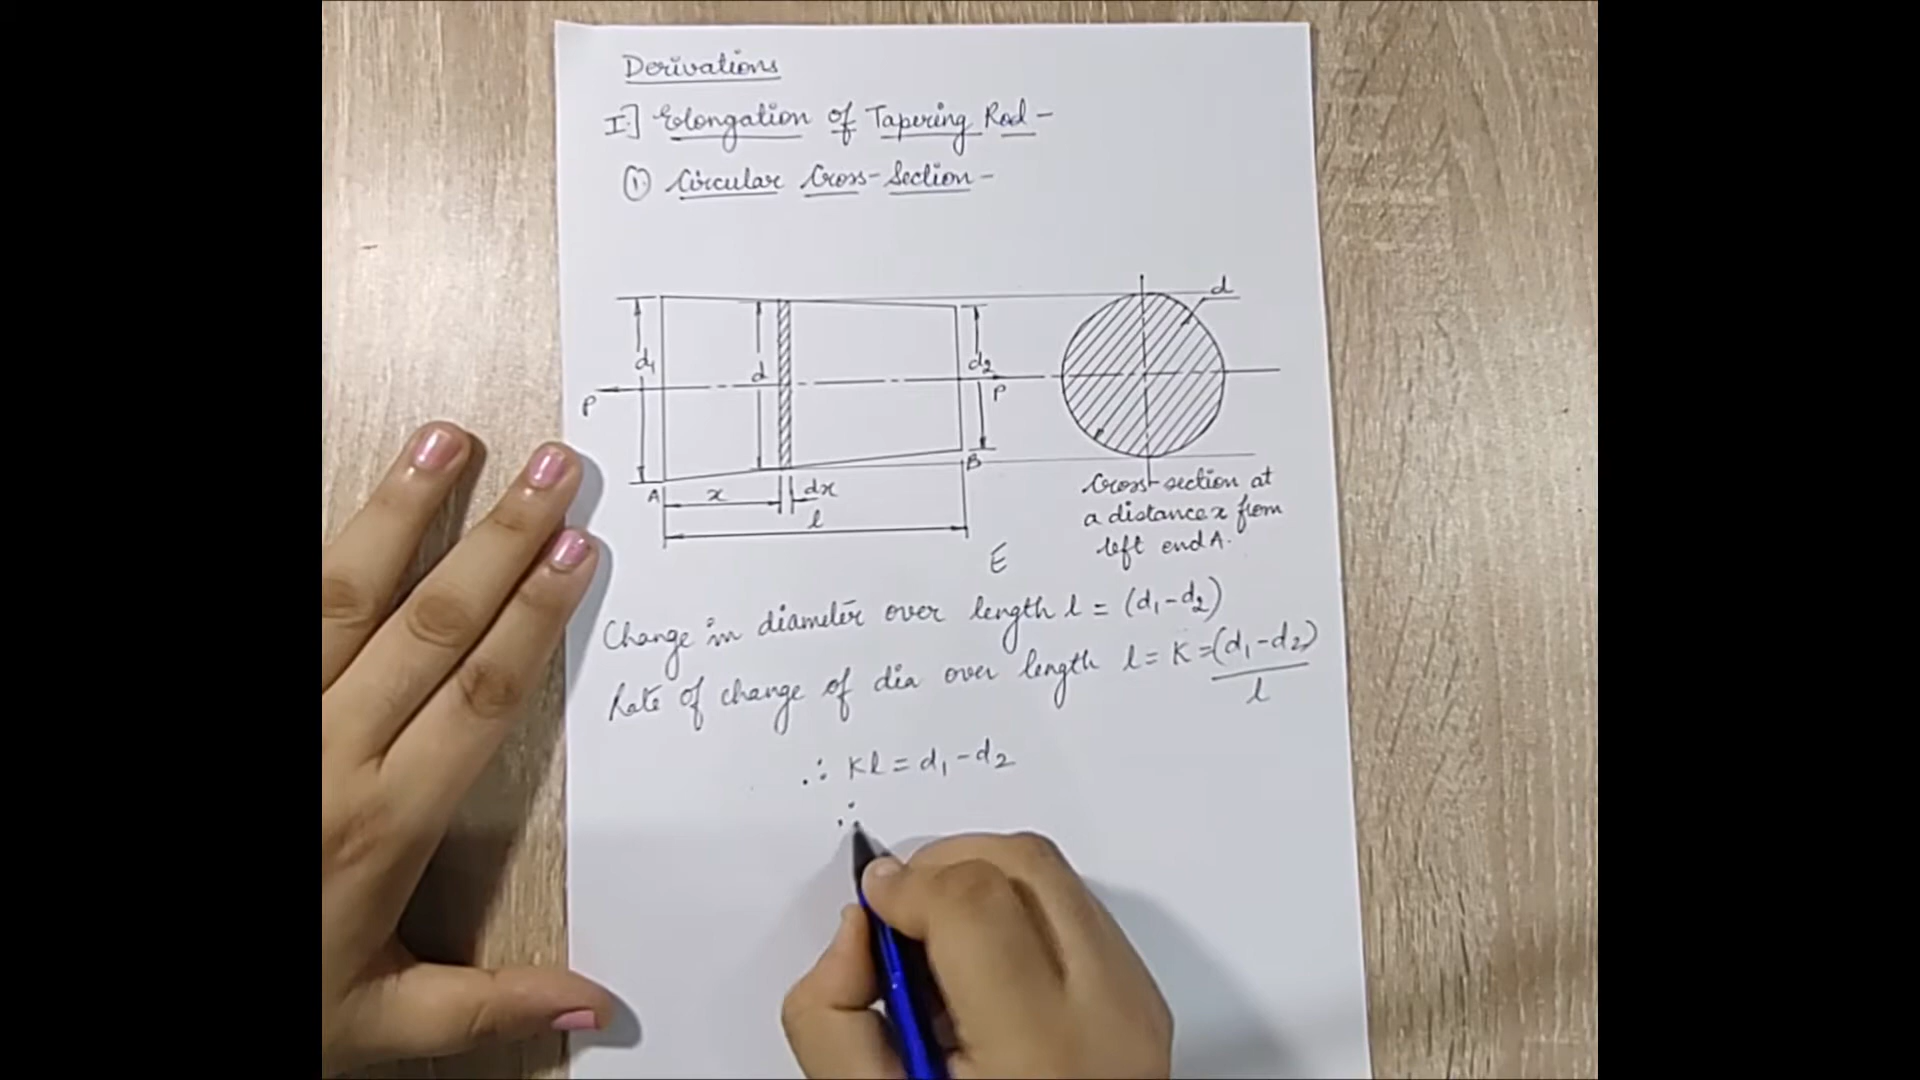 Derivations
I] Elongation of Tapering Rod -
① Circular Cross-Section -
d
d1
d
d2
P
P
A
B
x
dx
l
Cross-section at
a distance x from
left end A.
E
Change in diameter over length l = (d1-d2)
Rate of change of dia over length l = K = (d1-d2)
l
∴ Kl = d1-d2
∴